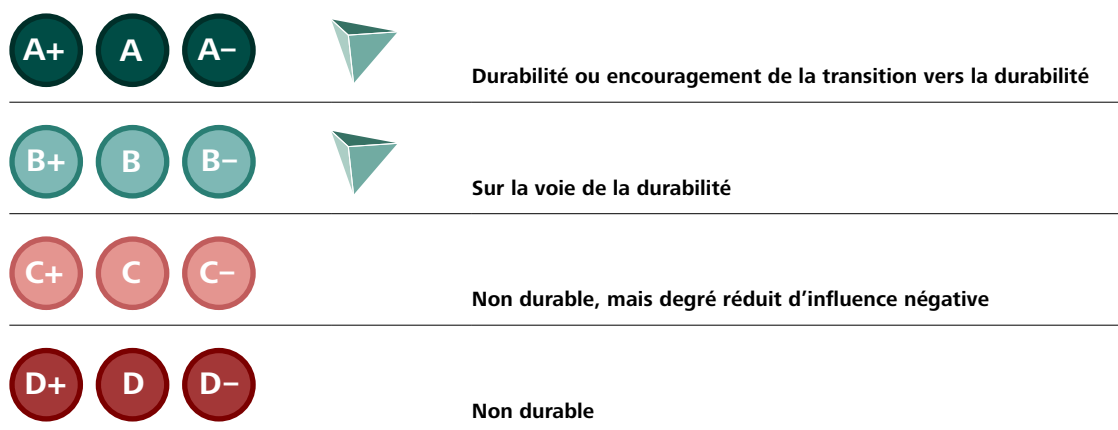 A+ A A−
Durabilité ou encouragement de la transition vers la durabilité
B+ B B−
Sur la voie de la durabilité
C+ C C−
Non durable, mais degré réduit d’influence négative
D+ D D−
Non durable